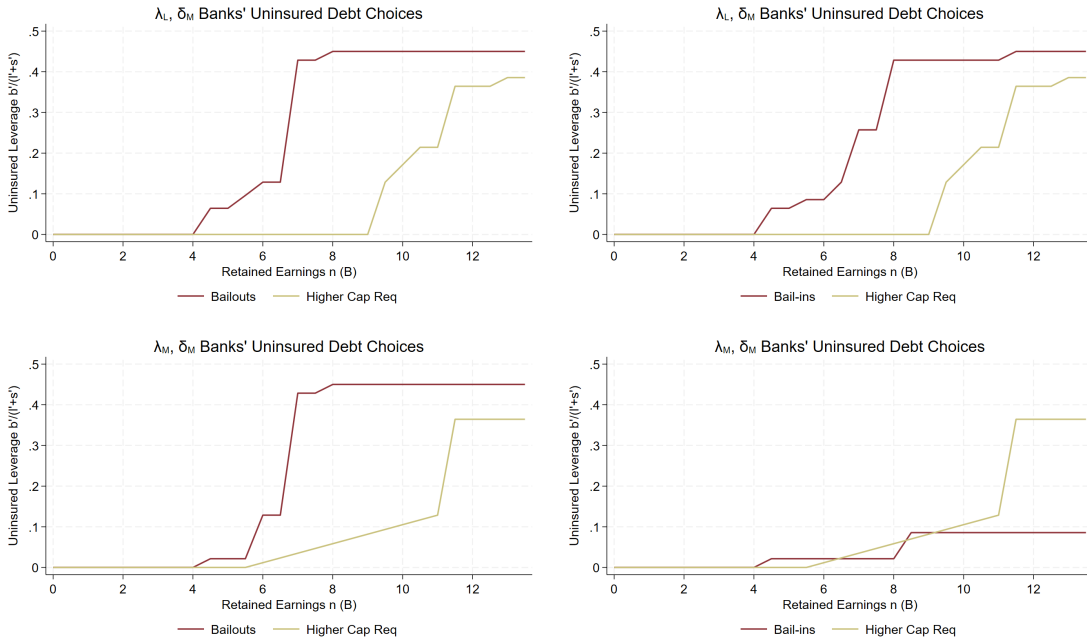 λL, δM Banks' Uninsured Debt Choices
Uninsured Leverage b'/(l'+s')
.5
.4
.3
.2
.1
0
0 2 4 6 8 10 12
Retained Earnings n (B)
Bailouts Higher Cap Req
λL, δM Banks' Uninsured Debt Choices
Uninsured Leverage b'/(l'+s')
.5
.4
.3
.2
.1
0
0 2 4 6 8 10 12
Retained Earnings n (B)
Bail-ins Higher Cap Req
λM, δM Banks' Uninsured Debt Choices
Uninsured Leverage b'/(l'+s')
.5
.4
.3
.2
.1
0
0 2 4 6 8 10 12
Retained Earnings n (B)
Bailouts Higher Cap Req
λM, δM Banks' Uninsured Debt Choices
Uninsured Leverage b'/(l'+s')
.5
.4
.3
.2
.1
0
0 2 4 6 8 10 12
Retained Earnings n (B)
Bail-ins Higher Cap Req